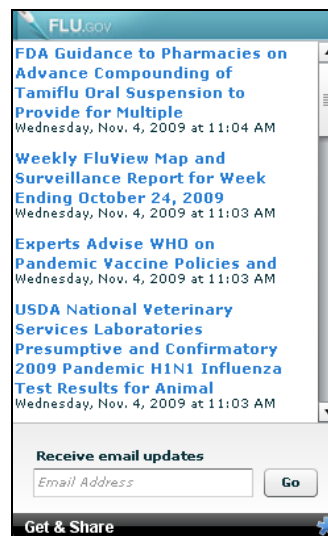 FLU.GOV
FDA Guidance to Pharmacies on
Advance Compounding of
Tamiflu Oral Suspension to
Provide for Multiple
Wednesday, Nov. 4, 2009 at 11:04 AM
Weekly FluView Map and
Surveillance Report for Week
Ending October 24, 2009
Wednesday, Nov. 4, 2009 at 11:03 AM
Experts Advise WHO on
Pandemic Vaccine Policies and
Wednesday, Nov. 4, 2009 at 11:03 AM
USDA National Veterinary
Services Laboratories
Presumptive and Confirmatory
2009 Pandemic H1N1 Influenza
Test Results for Animal
Wednesday, Nov. 4, 2009 at 11:03 AM
Receive email updates
Email Address
Go
Get & Share